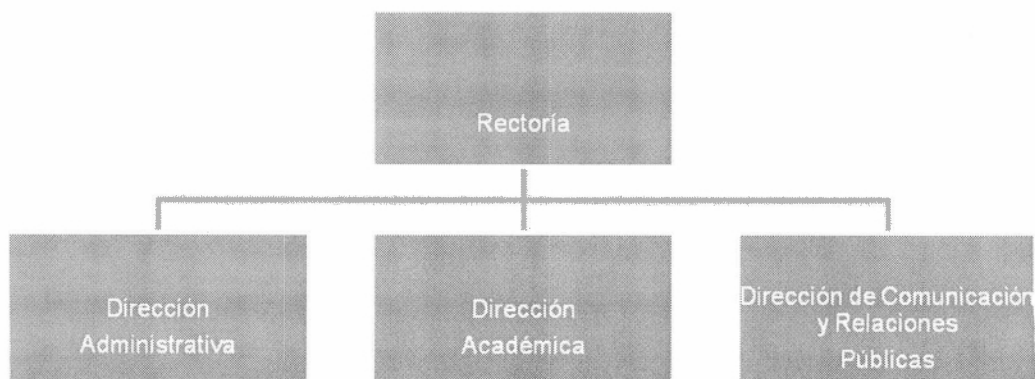 Rectoría
Dirección
Administrativa
Dirección
Académica
Dirección de Comunicación
y Relaciones
Públicas